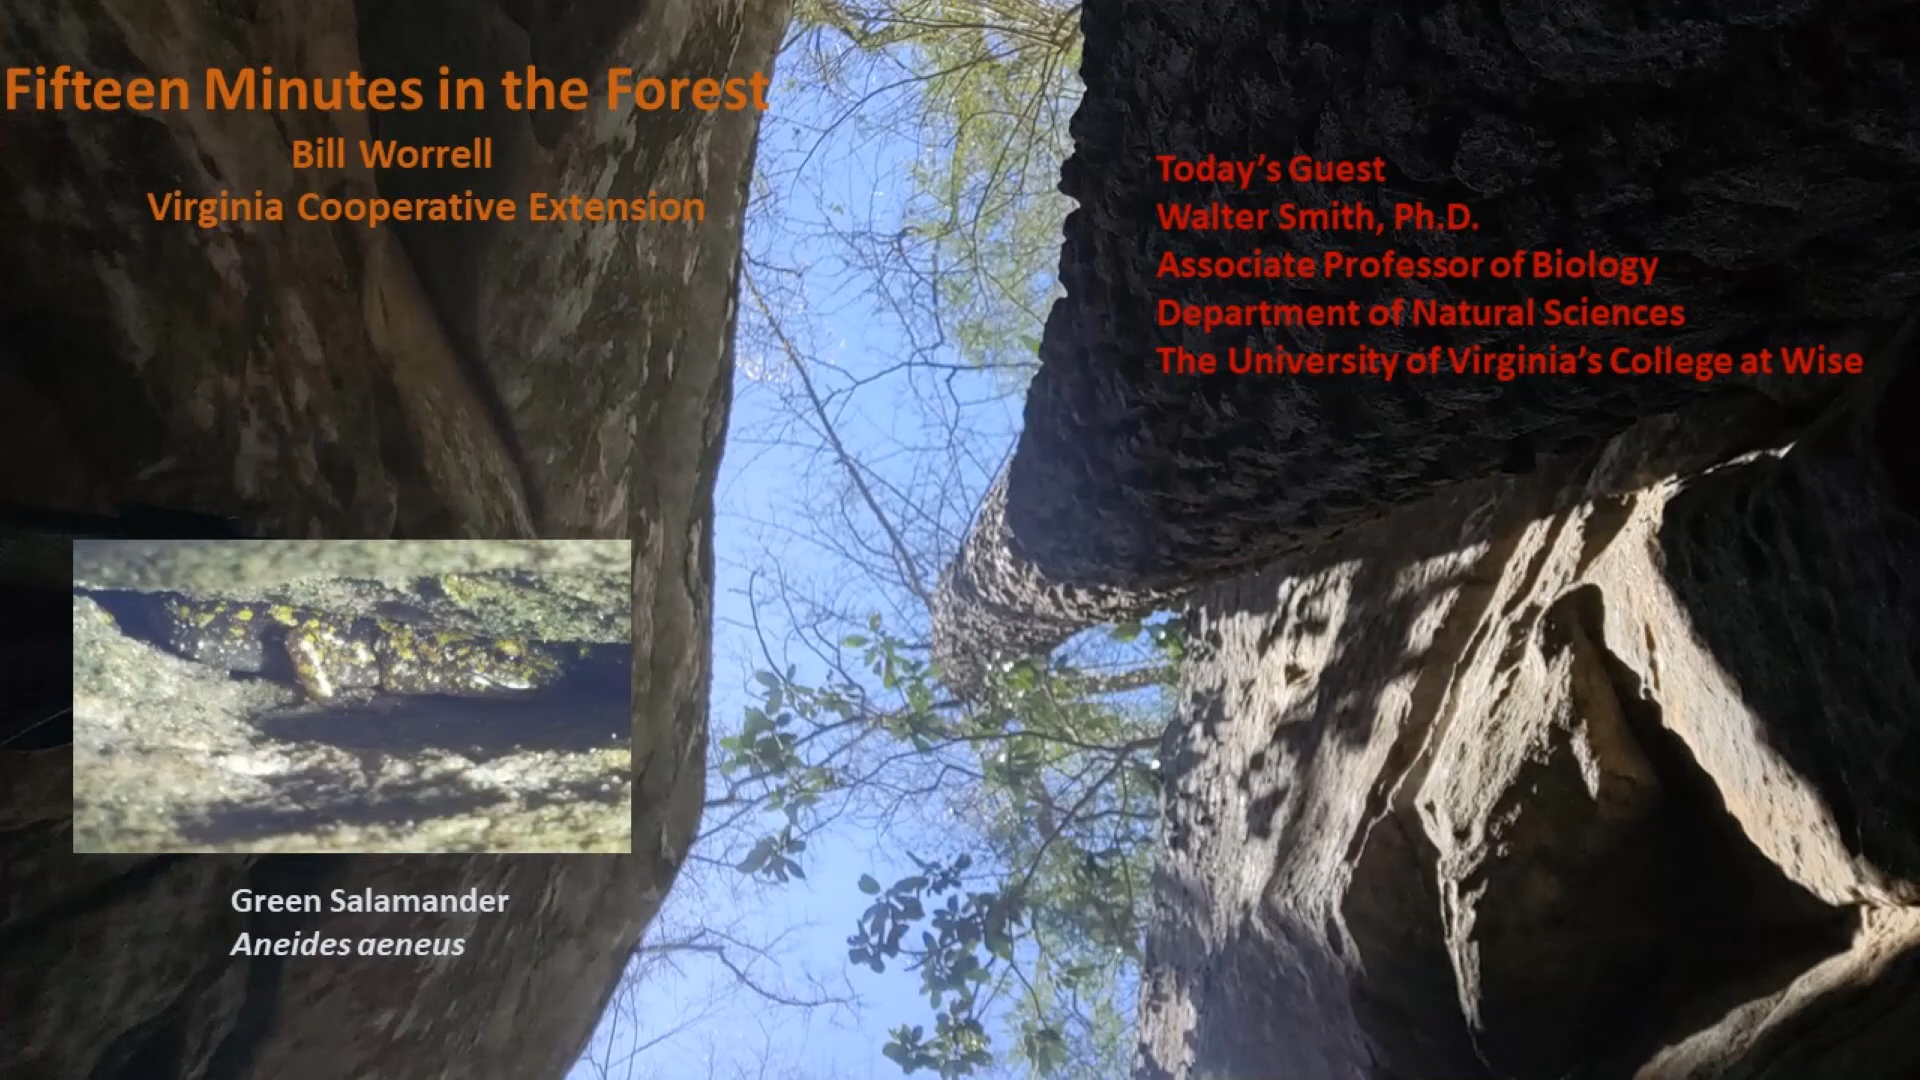 Fifteen Minutes in the Forest
Bill Worrell
Virginia Cooperative Extension
Today's Guest
Walter Smith, Ph.D.
Associate Professor of Biology
Department of Natural Sciences
The University of Virginia's College at Wise
Green Salamander
Aneides aeneus